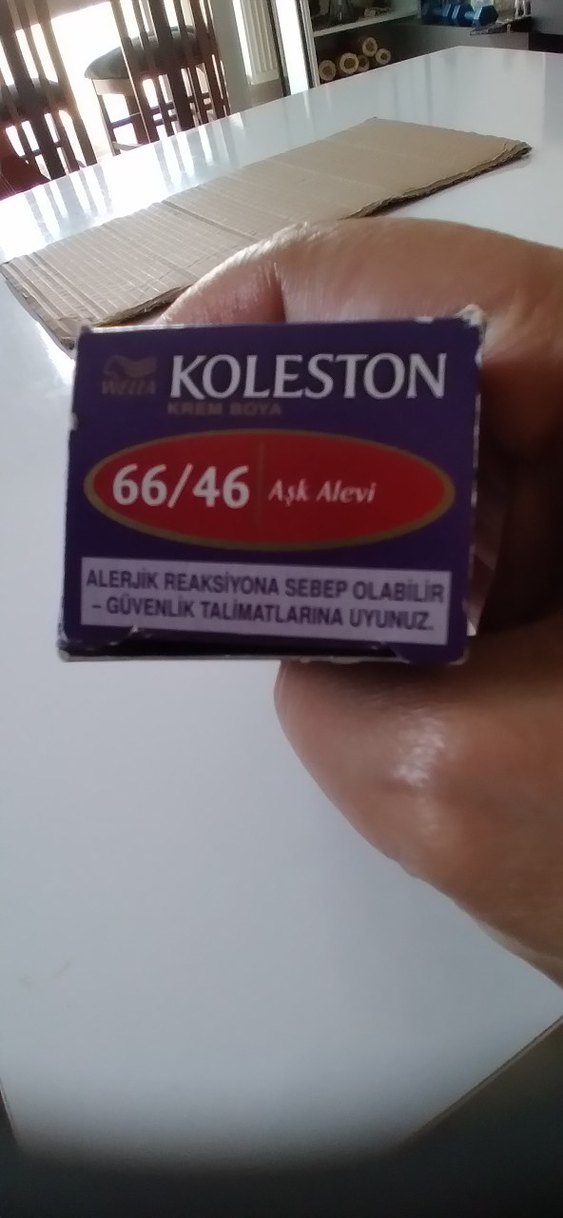 WELLA
KOLESTON
KREM BOYA
66/46 Aşk Alevi
ALERJİK REAKSİYONA SEBEP OLABİLİR
– GÜVENLİK TALİMATLARINA UYUNUZ.